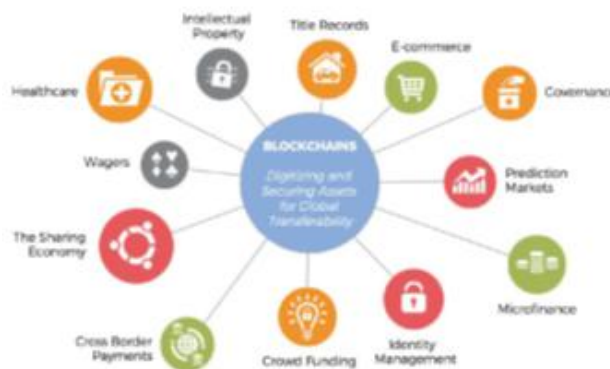 Intellectual
Property
Title Records
E-commerce
Healthcare
Governance
BLOCKCHAINS
Digitizing and
Securing Assets
for Global
Transferability
Wagers
Prediction
Markets
The Sharing
Economy
Microfinance
Cross Border
Payments
Crowd Funding
Identity
Management